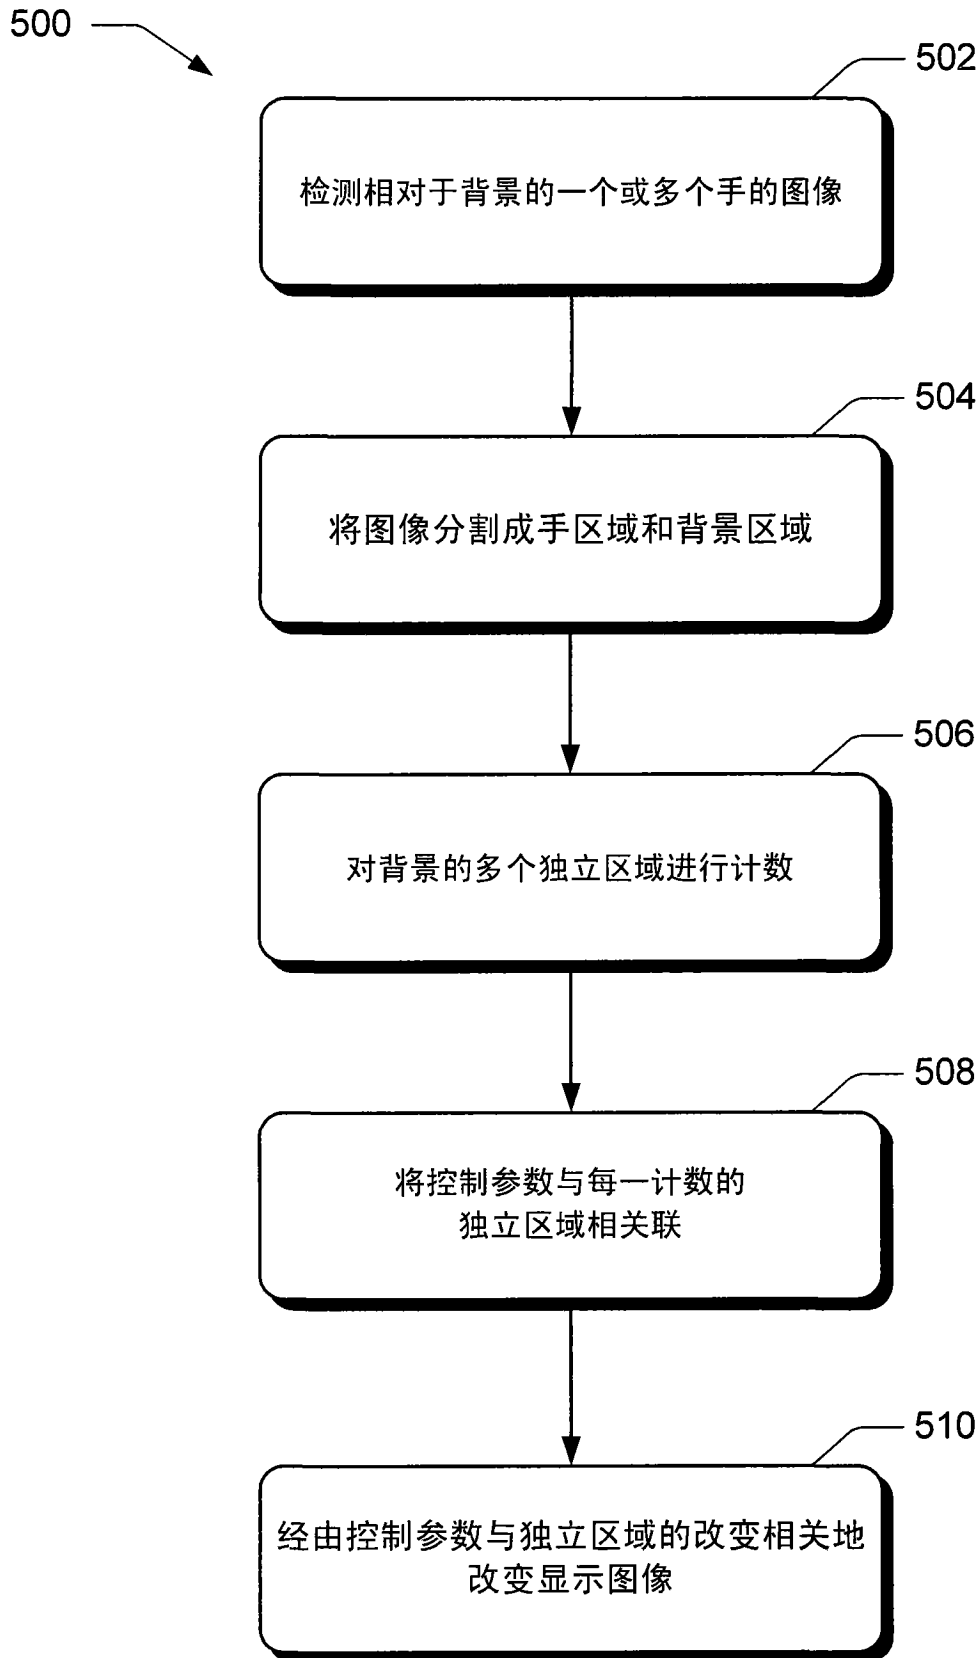 500
502
检测相对于背景的一个或多个手的图像
504
将图像分割成手区域和背景区域
506
对背景的多个独立区域进行计数
508
将控制参数与每一计数的
独立区域相关联
510
经由控制参数与独立区域的改变相关地
改变显示图像